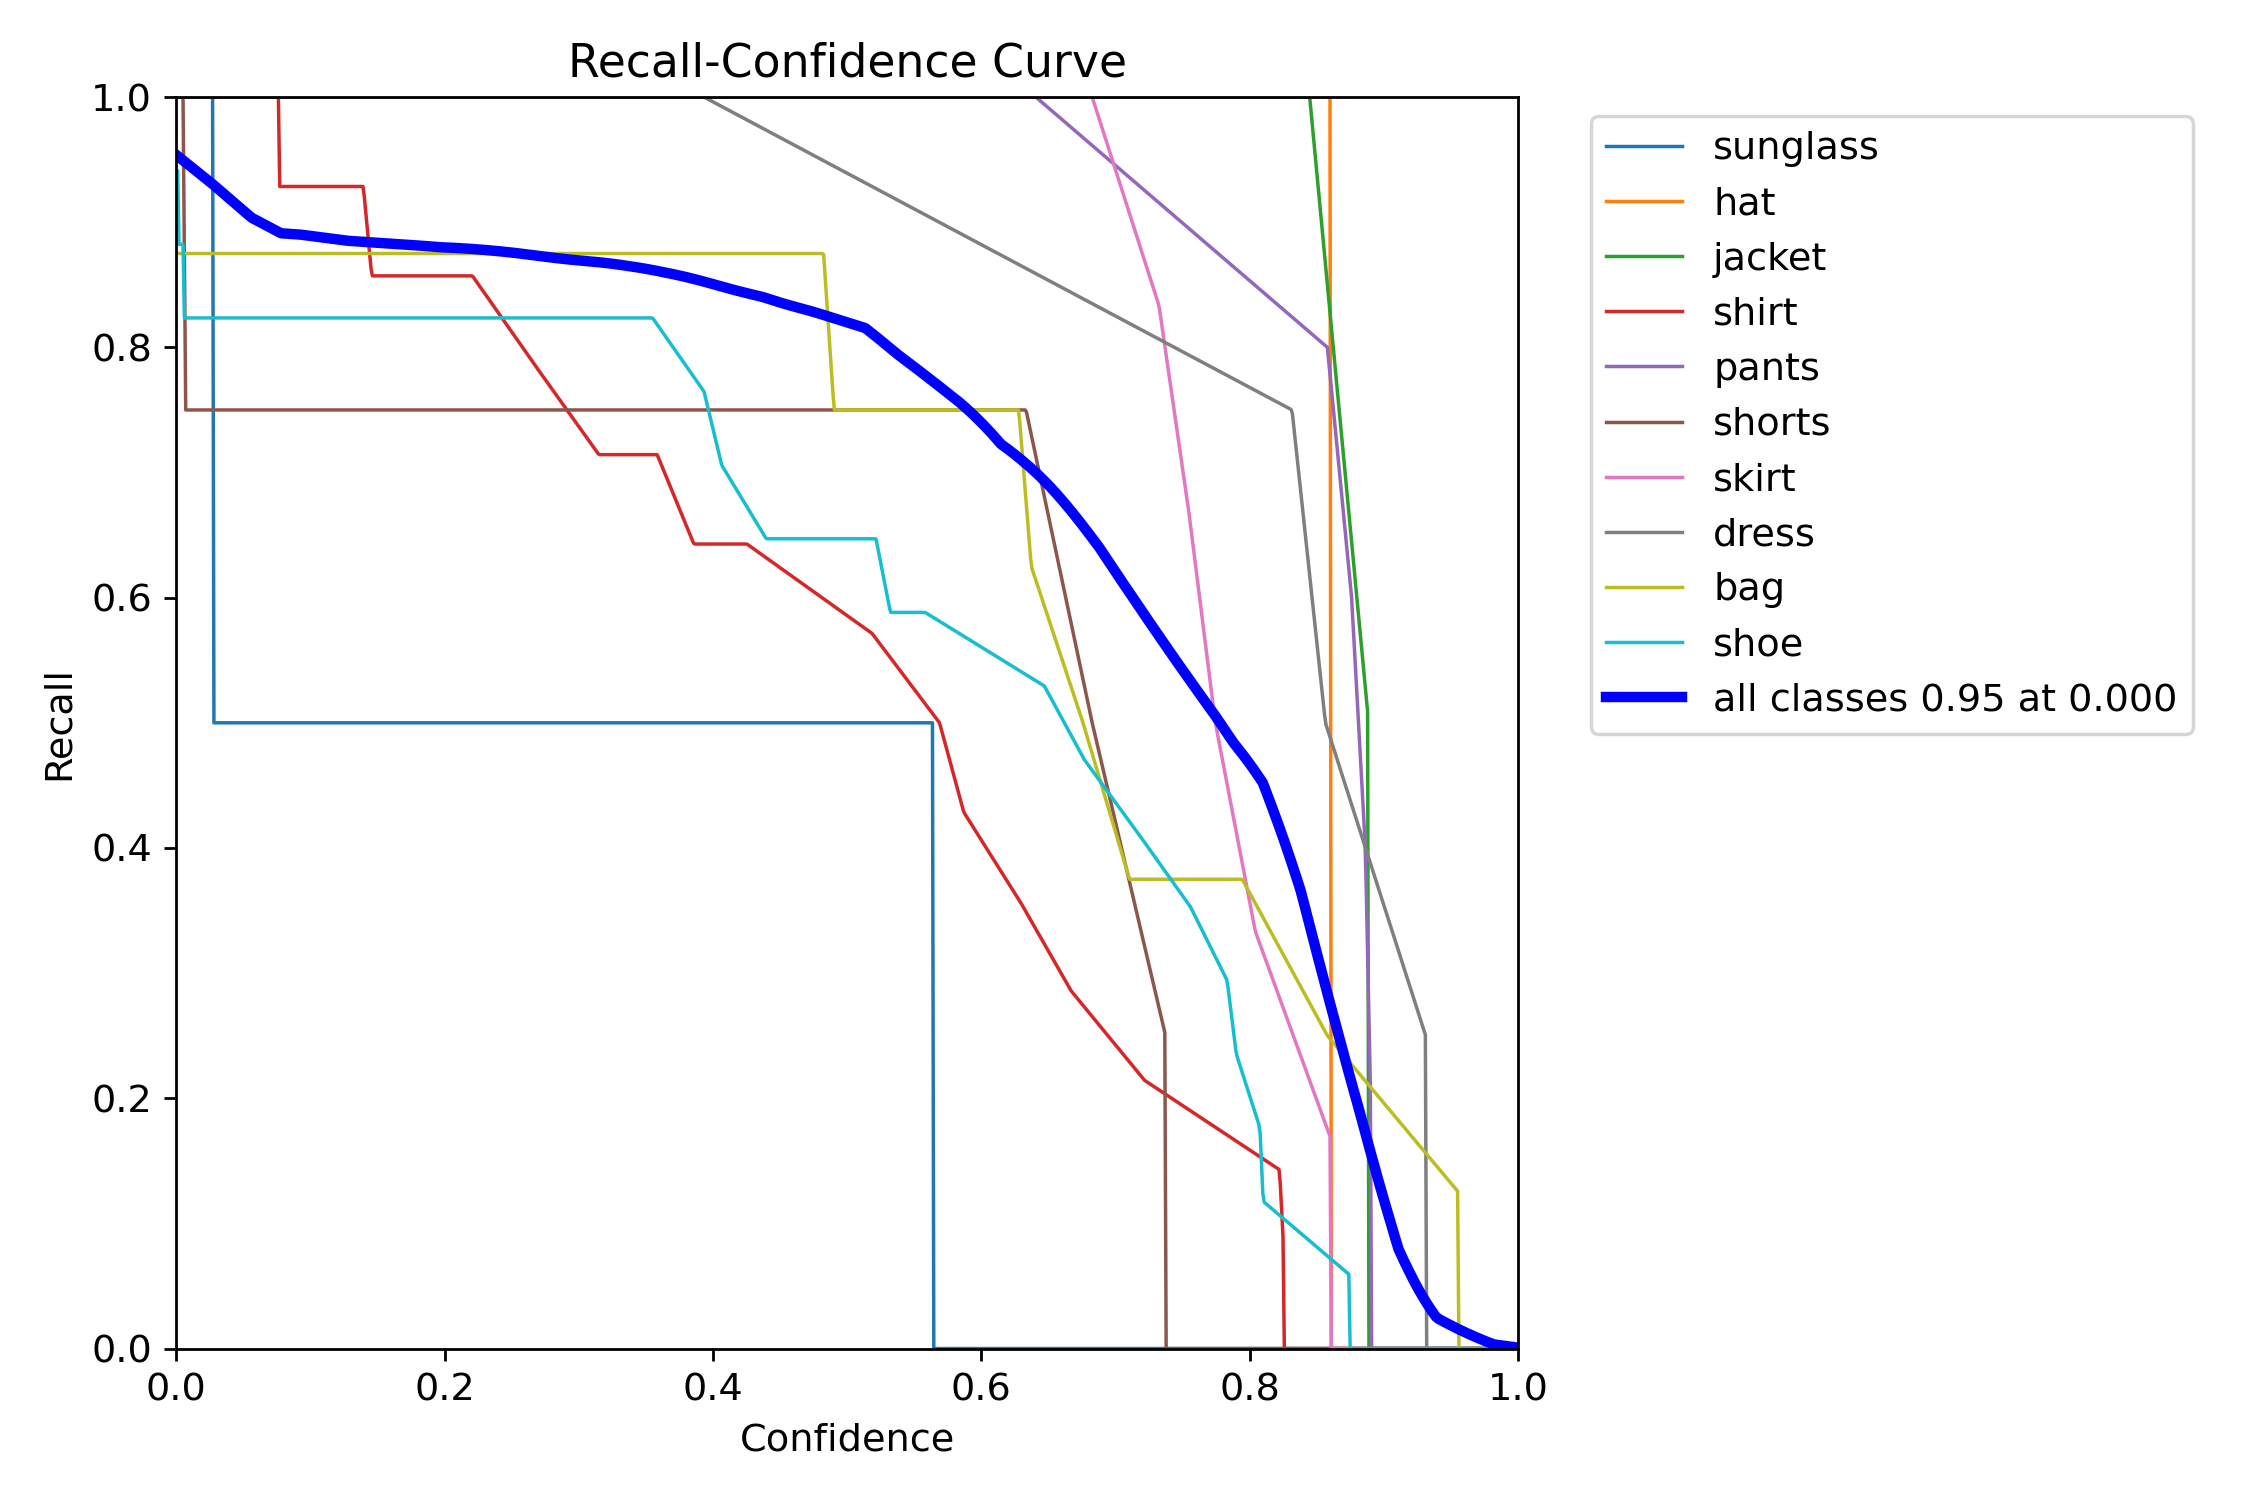 Recall-Confidence Curve
1.0
0.8
0.6
0.4
0.2
0.0
Recall
0.0 0.2 0.4 0.6 0.8 1.0
Confidence
sunglass
hat
jacket
shirt
pants
shorts
skirt
dress
bag
shoe
all classes 0.95 at 0.000